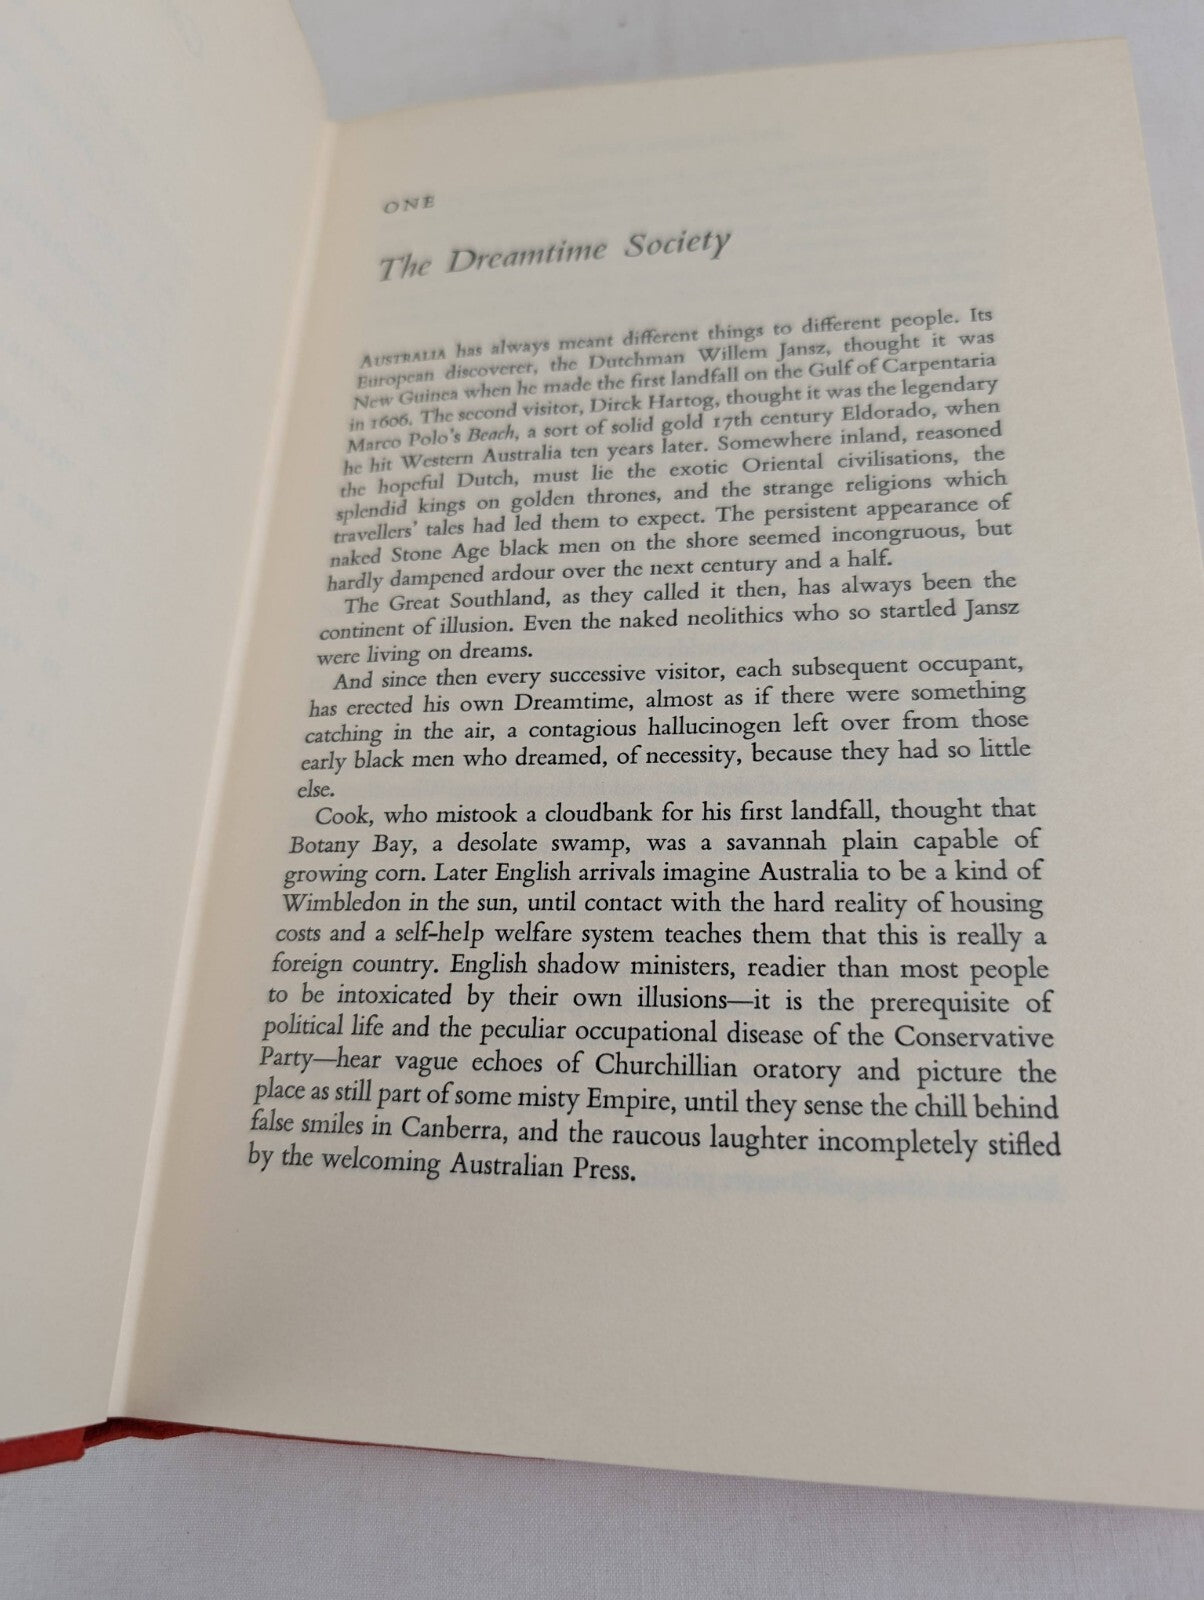 ONE
The Dreamtime Society
AUSTRALIA has always meant different things to different people. Its
European discoverer, the Dutchman Willem Jansz, thought it was
New Guinea when he made the first landfall on the Gulf of Carpentaria
in 1606. The second visitor, Dirck Hartog, thought it was the legendary
Marco Polo's Beach, a sort of solid gold 17th century Eldorado, when
he hit Western Australia ten years later. Somewhere inland, reasoned
the hopeful Dutch, must lie the exotic Oriental civilisations, the
splendid kings on golden thrones, and the strange religions which
travellers' tales had led them to expect. The persistent appearance of
naked Stone Age black men on the shore seemed incongruous, but
hardly dampened ardour over the next century and a half.
The Great Southland, as they called it then, has always been the
continent of illusion. Even the naked neolithics who so startled Jansz
were living on dreams.
And since then every successive visitor, each subsequent occupant,
has erected his own Dreamtime, almost as if there were something
catching in the air, a contagious hallucinogen left over from those
early black men who dreamed, of necessity, because they had so little
else.
Cook, who mistook a cloudbank for his first landfall, thought that
Botany Bay, a desolate swamp, was a savannah plain capable of
growing corn. Later English arrivals imagine Australia to be a kind of
Wimbledon in the sun, until contact with the hard reality of housing
costs and a self-help welfare system teaches them that this is really a
foreign country. English shadow ministers, readier than most people
to be intoxicated by their own illusions—it is the prerequisite of
political life and the peculiar occupational disease of the Conservative
Party—hear vague echoes of Churchillian oratory and picture the
place as still part of some misty Empire, until they sense the chill behind
false smiles in Canberra, and the raucous laughter incompletely stifled
by the welcoming Australian Press.